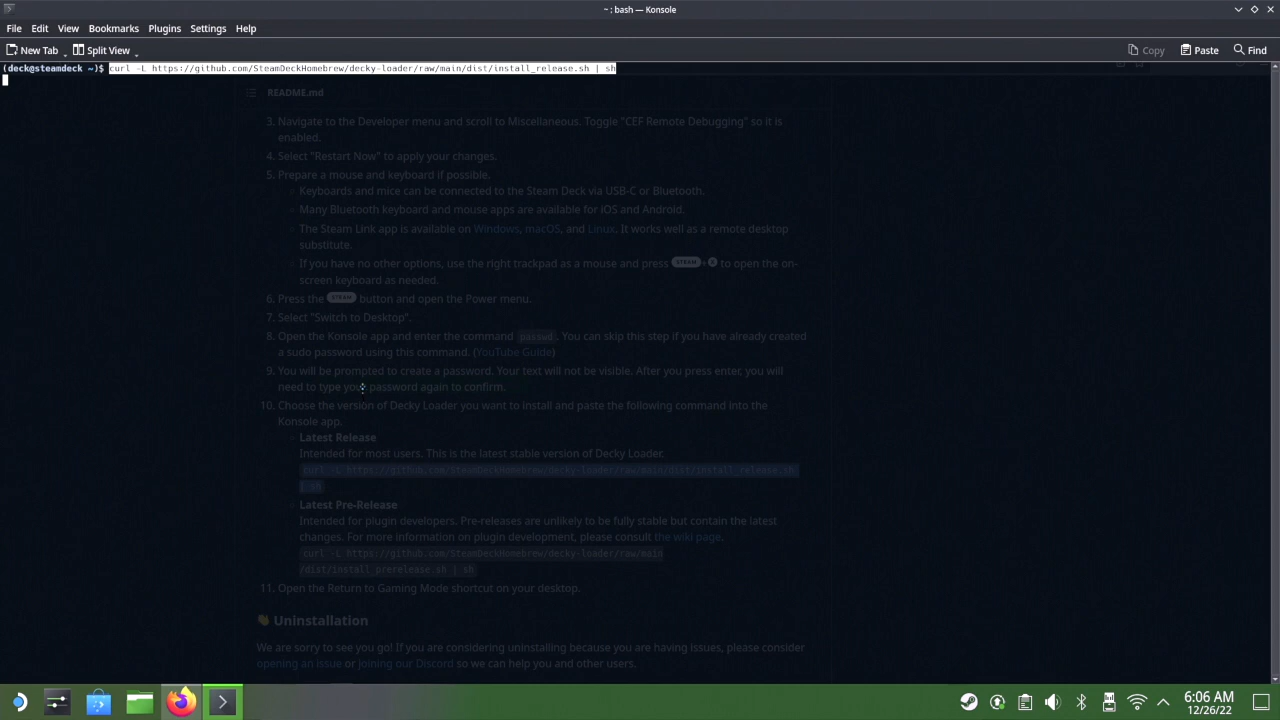 ~ : bash — Konsole
File Edit View Bookmarks Plugins Settings Help
New Tab Split View Copy Paste Find
(deck@steamdeck ~)$ curl -L https://github.com/SteamDeckHomebrew/decky-loader/raw/main/dist/install_release.sh | sh
README.md
3. Navigate to the Developer menu and scroll to Miscellaneous. Toggle "CEF Remote Debugging" so it is
enabled.
4. Select "Restart Now" to apply your changes.
5. Prepare a mouse and keyboard if possible.
Keyboards and mice can be connected to the Steam Deck via USB-C or Bluetooth.
Many Bluetooth keyboard and mouse apps are available for iOS and Android.
The Steam Link app is available on Windows, macOS, and Linux. It works well as a remote desktop
substitute.
If you have no other options, use the right trackpad as a mouse and press STEAM+X to open the on-
screen keyboard as needed.
6. Press the STEAM button and open the Power menu.
7. Select "Switch to Desktop".
8. Open the Konsole app and enter the command passwd. You can skip this step if you have already created
a sudo password using this command. (YouTube Guide)
9. You will be prompted to create a password. Your text will not be visible. After you press enter, you will
need to type your password again to confirm.
10. Choose the version of Decky Loader you want to install and paste the following command into the
Konsole app.
Latest Release
Intended for most users. This is the latest stable version of Decky Loader.
curl -L https://github.com/SteamDeckHomebrew/decky-loader/raw/main/dist/install_release.sh
| sh
Latest Pre-Release
Intended for plugin developers. Pre-releases are unlikely to be fully stable but contain the latest
changes. For more information on plugin development, please consult the wiki page.
curl -L https://github.com/SteamDeckHomebrew/decky-loader/raw/main
/dist/install_prerelease.sh | sh
11. Open the Return to Gaming Mode shortcut on your desktop.
👋 Uninstallation
We are sorry to see you go! If you are considering uninstalling because you are having issues, please consider
opening an issue or joining our Discord so we can help you and other users.
6:06 AM
12/26/22